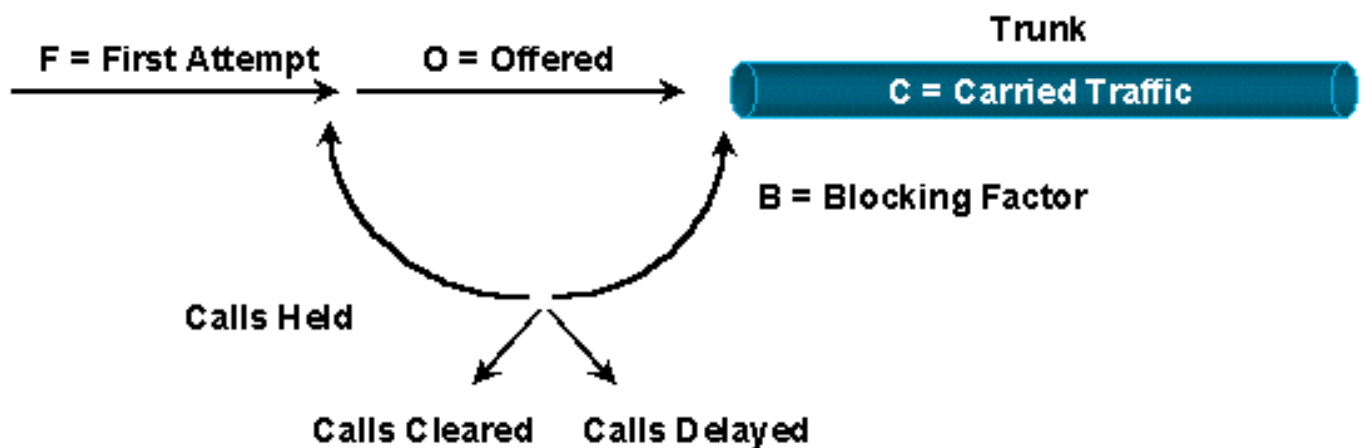 Trunk
F = First Attempt
O = Offered
C = Carried Traffic
B = Blocking Factor
Calls Held
Calls Cleared
Calls Delayed